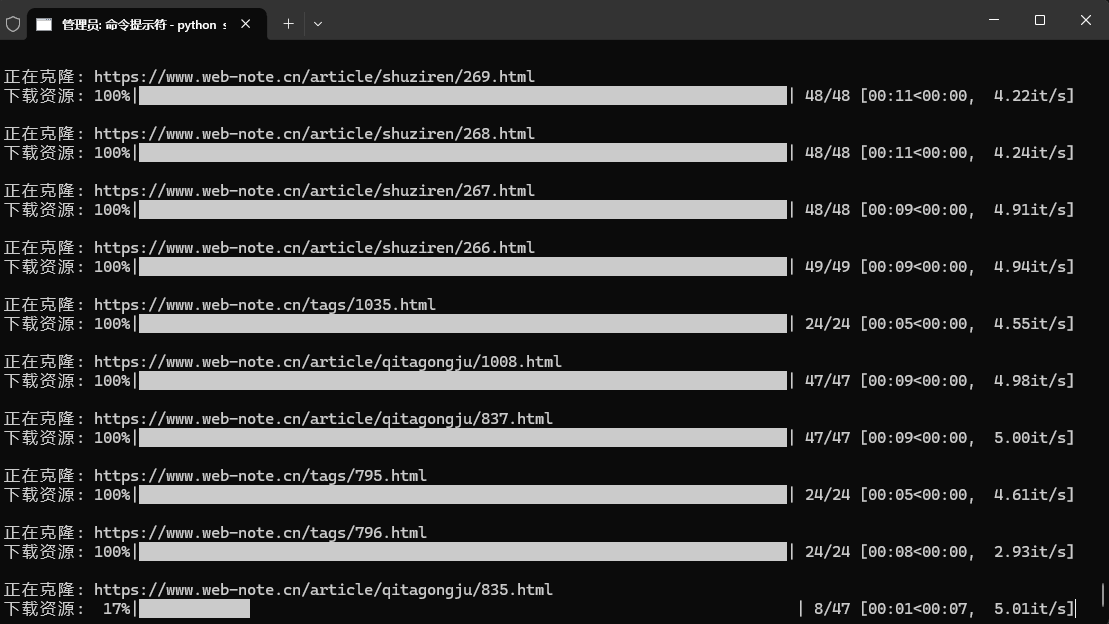 管理员: 命令提示符 - python s
正在克隆: https://www.web-note.cn/article/shuziren/269.html
下载资源: 100%| | 48/48 [00:11<00:00, 4.22it/s]
正在克隆: https://www.web-note.cn/article/shuziren/268.html
下载资源: 100%| | 48/48 [00:11<00:00, 4.24it/s]
正在克隆: https://www.web-note.cn/article/shuziren/267.html
下载资源: 100%| | 48/48 [00:09<00:00, 4.91it/s]
正在克隆: https://www.web-note.cn/article/shuziren/266.html
下载资源: 100%| | 49/49 [00:09<00:00, 4.94it/s]
正在克隆: https://www.web-note.cn/tags/1035.html
下载资源: 100%| | 24/24 [00:05<00:00, 4.55it/s]
正在克隆: https://www.web-note.cn/article/qitagongju/1008.html
下载资源: 100%| | 47/47 [00:09<00:00, 4.98it/s]
正在克隆: https://www.web-note.cn/article/qitagongju/837.html
下载资源: 100%| | 47/47 [00:09<00:00, 5.00it/s]
正在克隆: https://www.web-note.cn/tags/795.html
下载资源: 100%| | 24/24 [00:05<00:00, 4.61it/s]
正在克隆: https://www.web-note.cn/tags/796.html
下载资源: 100%| | 24/24 [00:08<00:00, 2.93it/s]
正在克隆: https://www.web-note.cn/article/qitagongju/835.html
下载资源: 17%| | 8/47 [00:01<00:07, 5.01it/s]